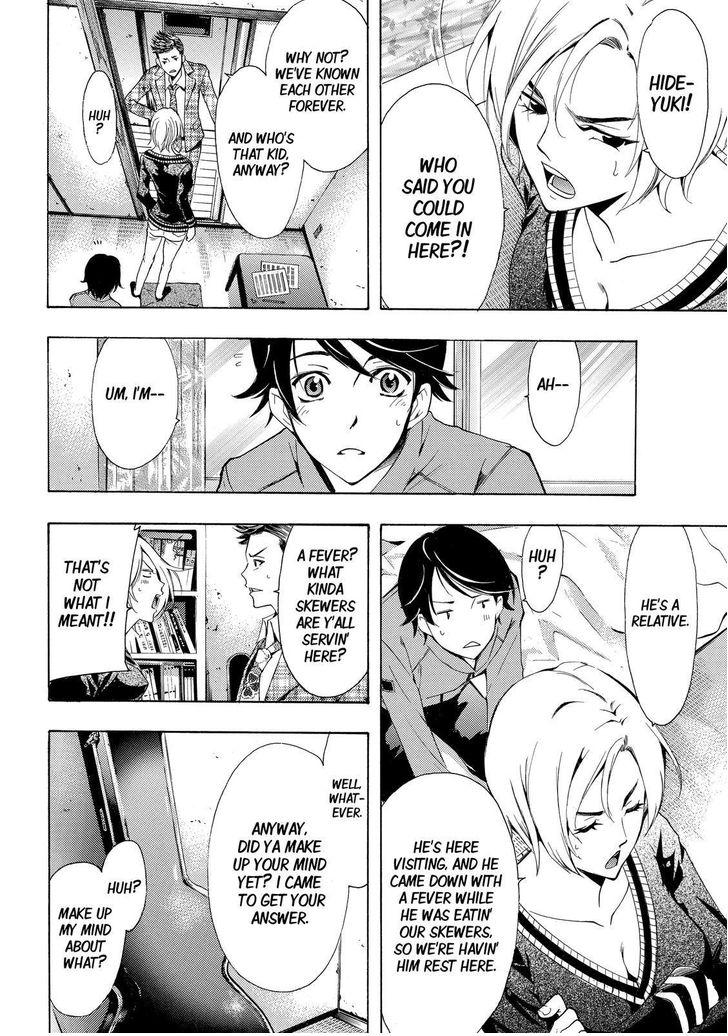 HIDE-
YUKI!
WHO
SAID YOU
COULD
COME IN
HERE?!
WHY NOT?
WE'VE KNOWN
EACH OTHER
FOREVER.
AND WHO'S
THAT KID,
ANYWAY?
HUH
?
AH--
UM, I'M--
HE'S A
RELATIVE.
HUH
?
HE'S HERE
VISITING, AND HE
CAME DOWN WITH
A FEVER WHILE
HE WAS EATIN'
OUR SKEWERS,
SO WE'RE HAVIN'
HIM REST HERE.
A FEVER?
WHAT
KINDA
SKEWERS
ARE Y'ALL
SERVIN'
HERE?
THAT'S
NOT
WHAT I
MEANT!!
WELL,
WHAT-
EVER.
ANYWAY,
DID YA MAKE
UP YOUR MIND
YET? I CAME
TO GET YOUR
ANSWER.
HUH?
MAKE UP
MY MIND
ABOUT
WHAT?